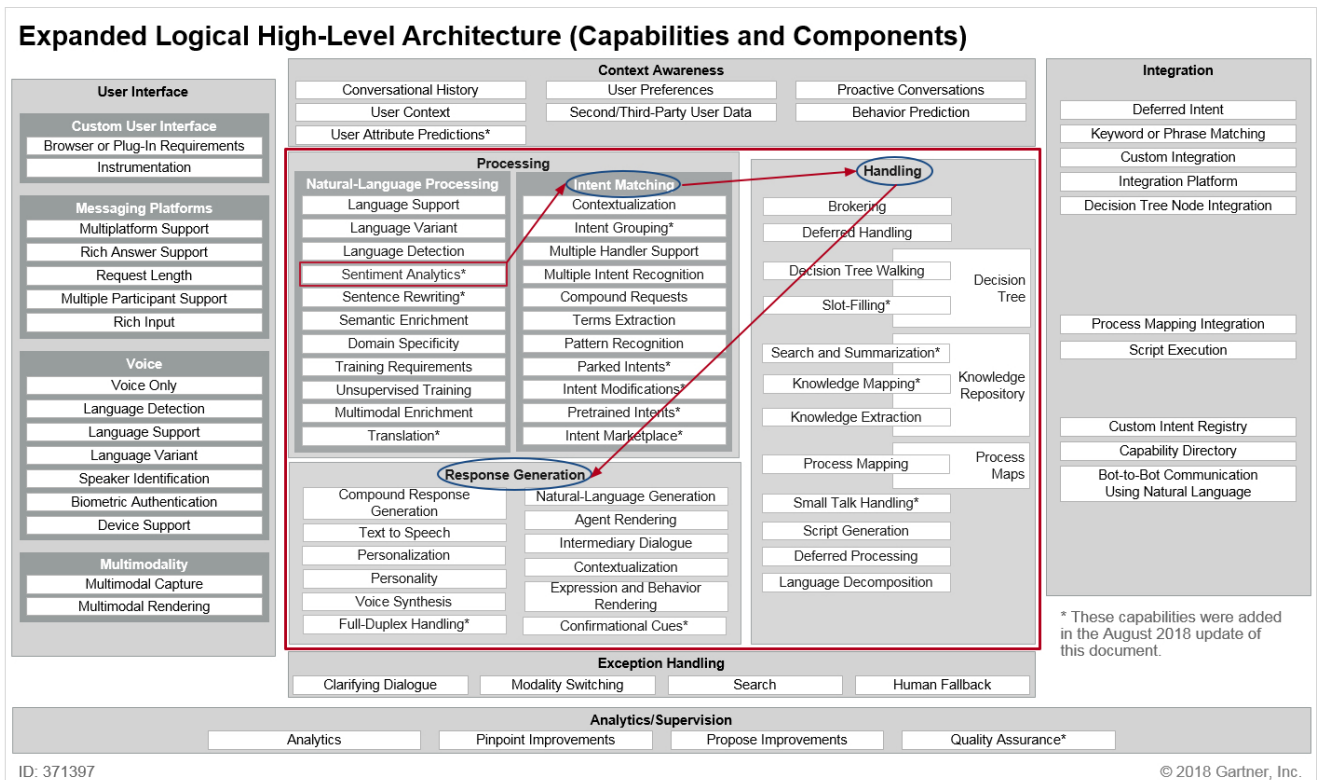 Expanded Logical High-Level Architecture (Capabilities and Components)
User Interface
Custom User Interface
Browser or Plug-In Requirements
Instrumentation
Messaging Platforms
Multiplatform Support
Rich Answer Support
Request Length
Multiple Participant Support
Rich Input
Voice
Voice Only
Language Detection
Language Support
Language Variant
Speaker Identification
Biometric Authentication
Device Support
Multimodality
Multimodal Capture
Multimodal Rendering
Context Awareness
Conversational History
User Preferences
Proactive Conversations
User Context
Second/Third-Party User Data
Behavior Prediction
User Attribute Predictions*
Processing
Natural-Language Processing
Language Support
Language Variant
Language Detection
Sentiment Analytics*
Sentence Rewriting*
Semantic Enrichment
Domain Specificity
Training Requirements
Unsupervised Training
Multimodal Enrichment
Translation*
Intent Matching
Contextualization
Intent Grouping*
Multiple Handler Support
Multiple Intent Recognition
Compound Requests
Terms Extraction
Pattern Recognition
Parked Intents*
Intent Modifications*
Pretrained Intents*
Intent Marketplace*
Handling
Brokering
Deferred Handling
Decision Tree Walking
Slot-Filling*
Decision
Tree
Search and Summarization*
Knowledge Mapping*
Knowledge Extraction
Knowledge
Repository
Process Mapping
Process
Maps
Small Talk Handling*
Script Generation
Deferred Processing
Language Decomposition
Response Generation
Compound Response
Generation
Text to Speech
Personalization
Personality
Voice Synthesis
Full-Duplex Handling*
Natural-Language Generation
Agent Rendering
Intermediary Dialogue
Contextualization
Expression and Behavior
Rendering
Confirmational Cues*
Integration
Deferred Intent
Keyword or Phrase Matching
Custom Integration
Integration Platform
Decision Tree Node Integration
Process Mapping Integration
Script Execution
Custom Intent Registry
Capability Directory
Bot-to-Bot Communication
Using Natural Language
* These capabilities were added
in the August 2018 update of
this document.
Exception Handling
Clarifying Dialogue
Modality Switching
Search
Human Fallback
Analytics/Supervision
Analytics
Pinpoint Improvements
Propose Improvements
Quality Assurance*
ID: 371397
© 2018 Gartner, Inc.